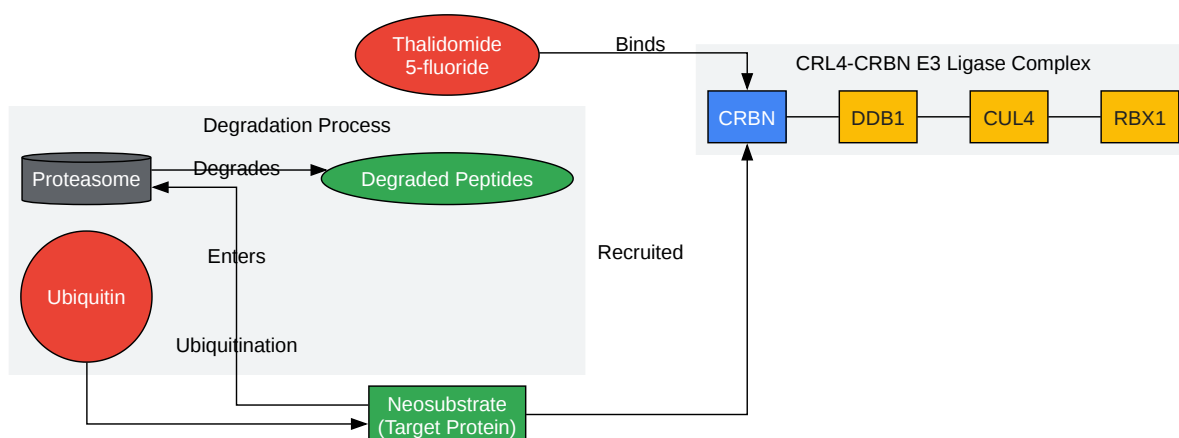 Thalidomide
5-fluoride
Binds
CRL4-CRBN E3 Ligase Complex
CRBN
DDB1
CUL4
RBX1
Degradation Process
Proteasome
Degrades
Degraded Peptides
Enters
Recruited
Ubiquitin
Ubiquitination
Neosubstrate
(Target Protein)